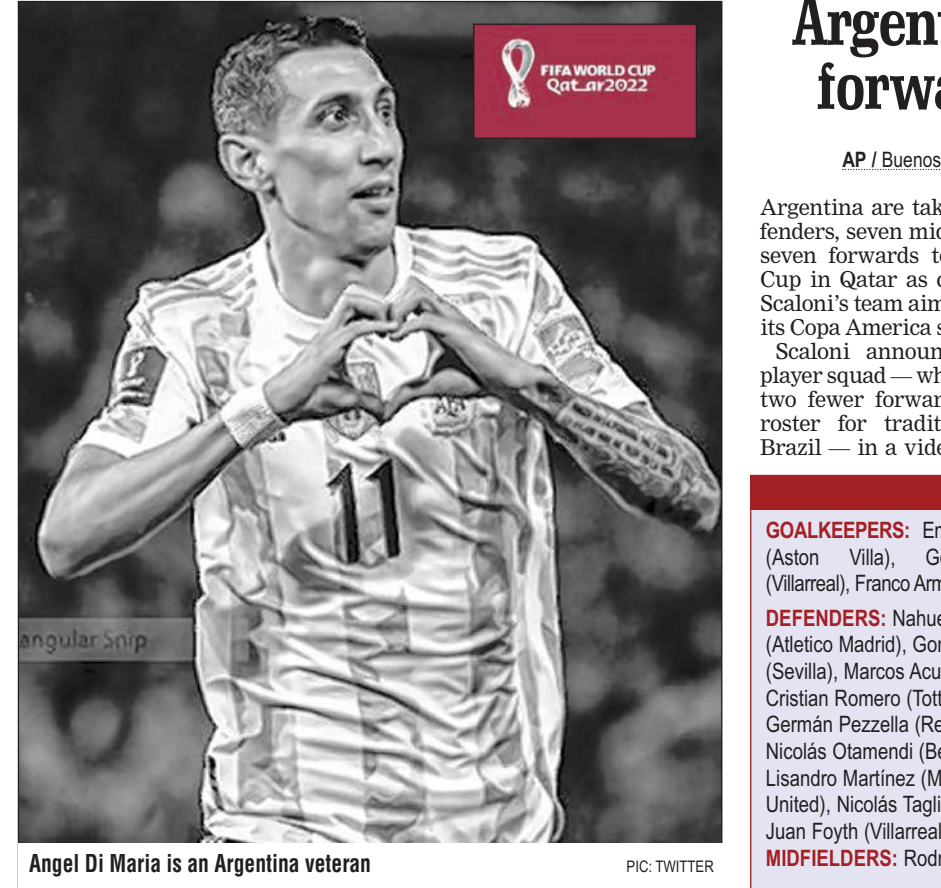 FIFA WORLD CUP
Qatar2022
11
angular Snip
Angel Di Maria is an Argentina veteran
PIC: TWITTER
Argen
forwa
AP / Buenos
Argentina are tak
fenders, seven mid
seven forwards t
Cup in Qatar as
Scaloni's team aim
its Copa America s
Scaloni announ
player squad — wh
two fewer forwar
roster for tradit
Brazil — in a vide
GOALKEEPERS: En
(Aston Villa), Ge
(Villarreal), Franco Arm
DEFENDERS: Nahue
(Atletico Madrid), Gon
(Sevilla), Marcos Acu
Cristian Romero (Tott
Germán Pezzella (Re
Nicolás Otamendi (Be
Lisandro Martínez (M
United), Nicolás Tagli
Juan Foyth (Villarreal
MIDFIELDERS: Rodr